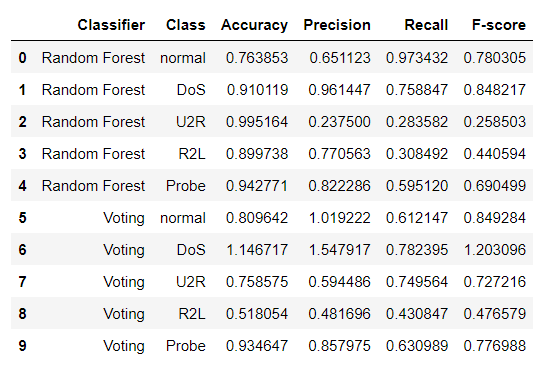 Classifier Class Accuracy Precision Recall F-score
0 Random Forest normal 0.763853 0.651123 0.973432 0.780305
1 Random Forest DoS 0.910119 0.961447 0.758847 0.848217
2 Random Forest U2R 0.995164 0.237500 0.283582 0.258503
3 Random Forest R2L 0.899738 0.770563 0.308492 0.440594
4 Random Forest Probe 0.942771 0.822286 0.595120 0.690499
5 Voting normal 0.809642 1.019222 0.612147 0.849284
6 Voting DoS 1.146717 1.547917 0.782395 1.203096
7 Voting U2R 0.758575 0.594486 0.749564 0.727216
8 Voting R2L 0.518054 0.481696 0.430847 0.476579
9 Voting Probe 0.934647 0.857975 0.630989 0.776988